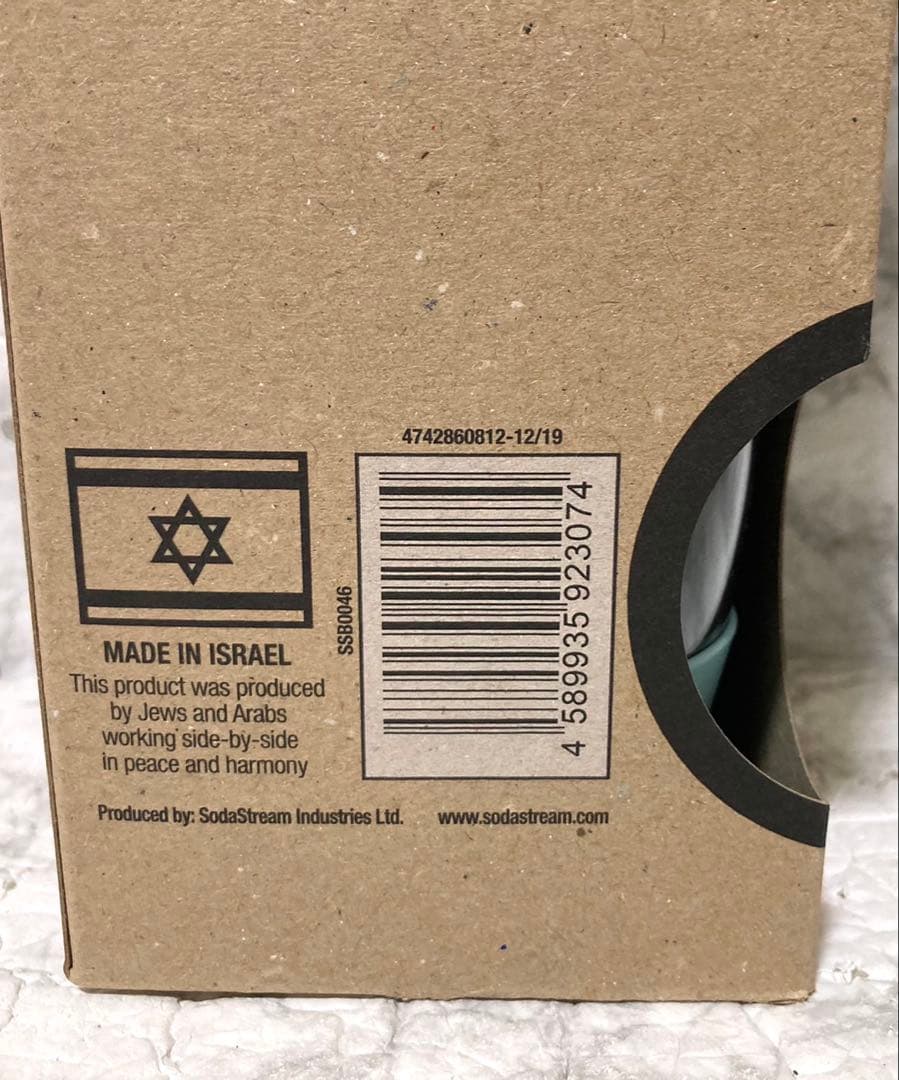 4742860812-12/19
SSB0046
4 589935 923074
MADE IN ISRAEL
This product was produced
by Jews and Arabs
working side-by-side
in peace and harmony
Produced by: SodaStream Industries Ltd. www.sodastream.com